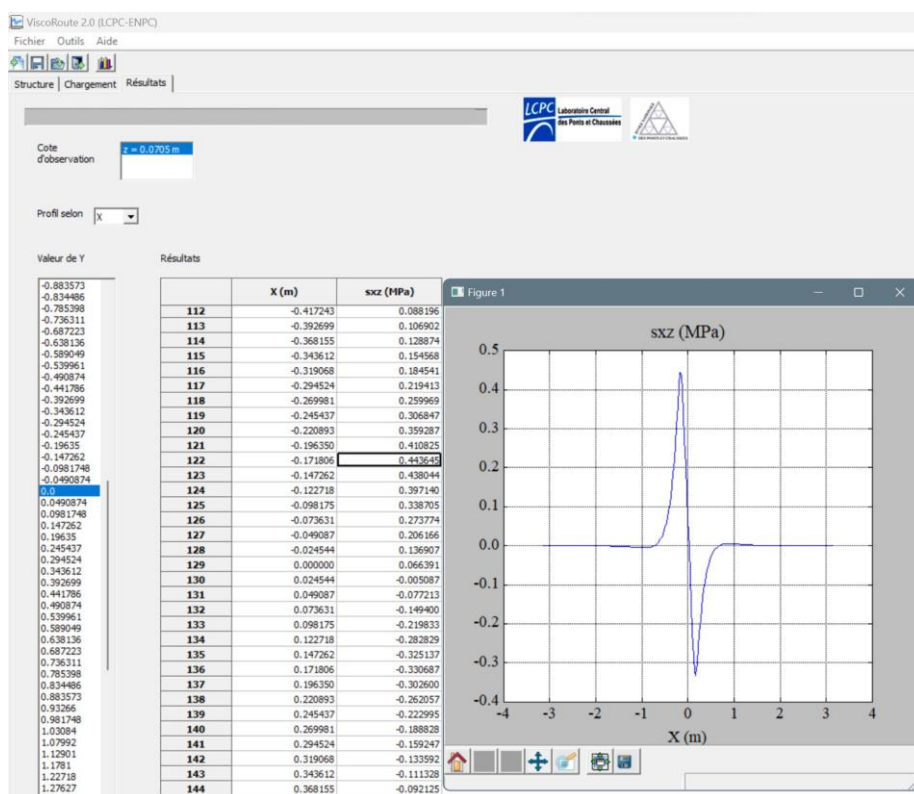 ViscoRoute 2.0 (LCPC-ENPC)
Fichier Outils Aide
Structure Chargement Résultats
LCPC Laboratoire Central
des Ponts et Chaussées
Cote
d'observation
z = 0.0705 m
Profil selon X
Valeur de Y
-0.883573
-0.834486
-0.785398
-0.736311
-0.687223
-0.638136
-0.589049
-0.539961
-0.490874
-0.441786
-0.392699
-0.343612
-0.294524
-0.245437
-0.19635
-0.147262
-0.0981748
-0.0490874
0.0
0.0490874
0.0981748
0.147262
0.19635
0.245437
0.294524
0.343612
0.392699
0.441786
0.490874
0.539961
0.589049
0.638136
0.687223
0.736311
0.785398
0.834486
0.883573
0.93266
0.981748
1.03084
1.07992
1.12901
1.1781
1.22718
1.27627
Résultats
X (m) sxz (MPa)
112 -0.417243 0.088196
113 -0.392699 0.106902
114 -0.368155 0.128874
115 -0.343612 0.154568
116 -0.319068 0.184541
117 -0.294524 0.219413
118 -0.269981 0.259969
119 -0.245437 0.306847
120 -0.220893 0.359287
121 -0.196350 0.410825
122 -0.171806 0.443645
123 -0.147262 0.438044
124 -0.122718 0.397140
125 -0.098175 0.338705
126 -0.073631 0.273774
127 -0.049087 0.206166
128 -0.024544 0.136907
129 0.000000 0.066391
130 0.024544 -0.005087
131 0.049087 -0.077213
132 0.073631 -0.149400
133 0.098175 -0.219833
134 0.122718 -0.282829
135 0.147262 -0.325137
136 0.171806 -0.330687
137 0.196350 -0.302600
138 0.220893 -0.262057
139 0.245437 -0.222995
140 0.269981 -0.188828
141 0.294524 -0.159247
142 0.319068 -0.133592
143 0.343612 -0.111328
144 0.368155 -0.092125
Figure 1
sxz (MPa)
0.5
0.4
0.3
0.2
0.1
0.0
-0.1
-0.2
-0.3
-0.4
-4 -3 -2 -1 0 1 2 3 4
X (m)